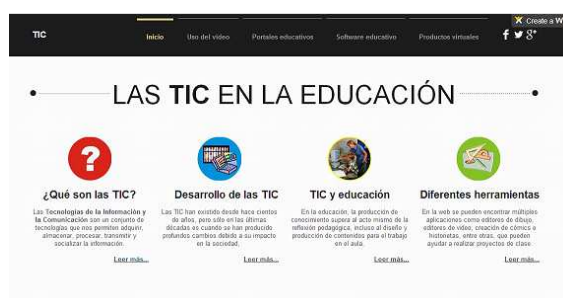 Create a W
TIC
Inicio
Uso del video
Portales educativos
Software educativo
Productos virtuales
LAS TIC EN LA EDUCACIÓN
¿Qué son las TIC?
Las Tecnologías de la Información y
la Comunicación son un conjunto de
tecnologías que nos permiten adquirir,
almacenar, procesar, transmitir y
socializar la información.
Leer más...
Desarrollo de las TIC
Las TIC han existido desde hace cientos
de años, pero sólo en las últimas
décadas es cuando se han producido
profundos cambios debido a su impacto
en la sociedad.
Leer más...
TIC y educación
En la educación, la producción de
conocimiento supera al acto mismo de la
reflexión pedagógica, incluso al diseño y
producción de contenidos para el trabajo
en el aula.
Leer más...
Diferentes herramientas
En la web se pueden encontrar múltiples
aplicaciones como editores de dibujo,
editores de video, creación de cómics e
historietas, entre otras, que pueden
ayudar a realizar proyectos de clase.
Leer más...